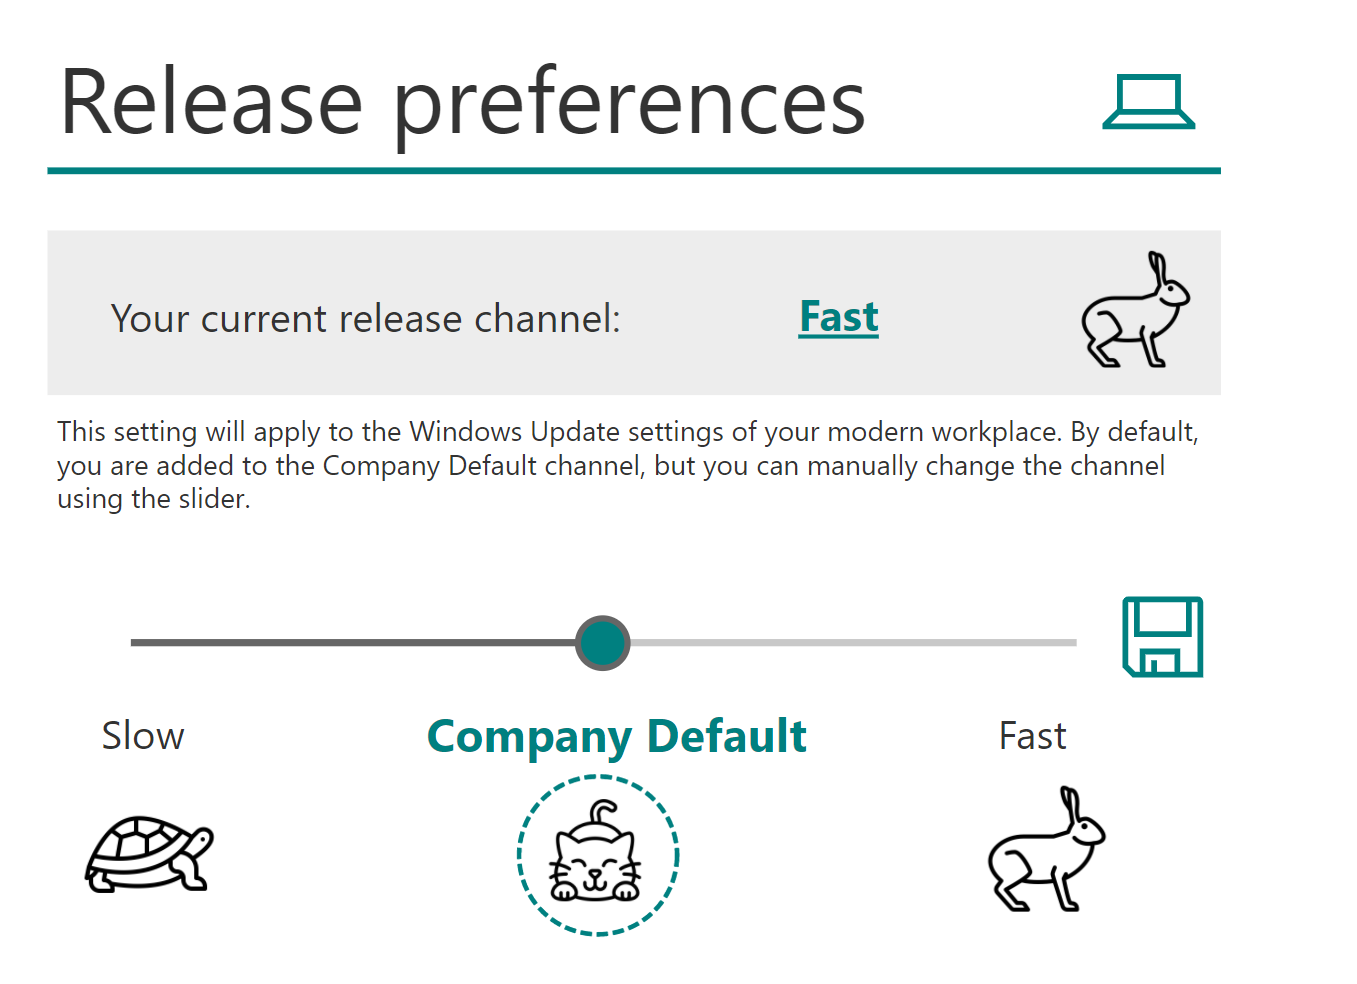 Release preferences
Your current release channel: Fast
This setting will apply to the Windows Update settings of your modern workplace. By default,
you are added to the Company Default channel, but you can manually change the channel
using the slider.
Slow Company Default Fast